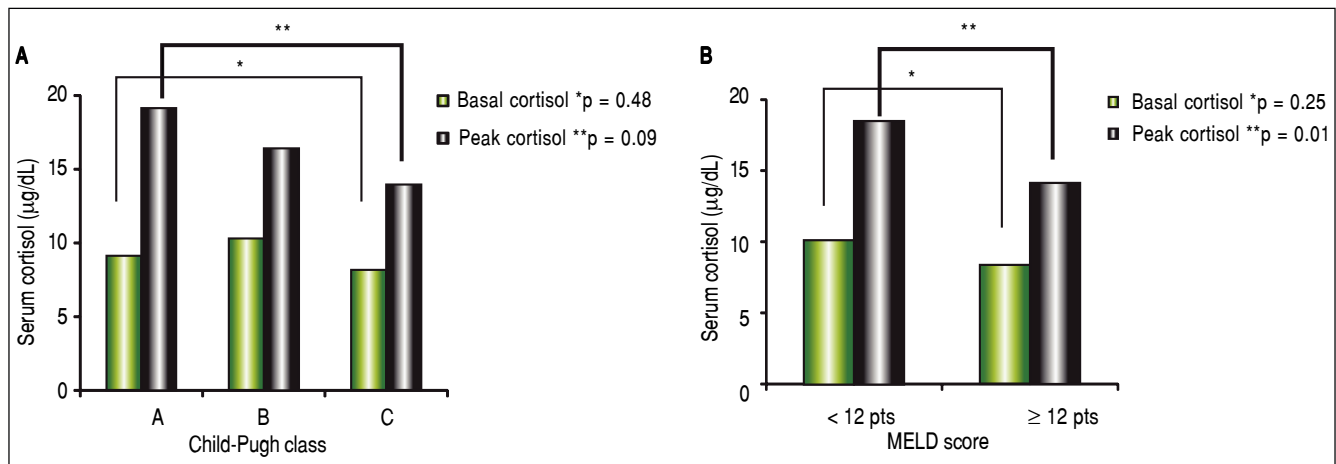 A
**
*
20
15
10
5
0
Serum cortisol (μg/dL)
A B C
Child-Pugh class
Basal cortisol *p = 0.48
Peak cortisol **p = 0.09
B
**
*
20
15
10
5
0
Serum cortisol (μg/dL)
< 12 pts ≥ 12 pts
MELD score
Basal cortisol *p = 0.25
Peak cortisol **p = 0.01